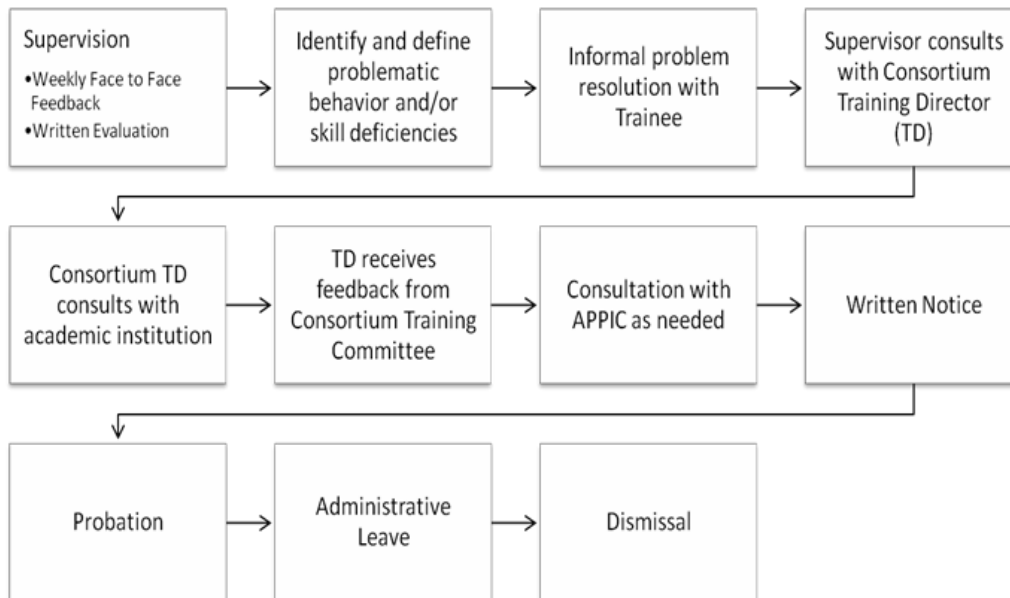 Supervision
•Weekly Face to Face
Feedback
•Written Evaluation
Identify and define
problematic
behavior and/or
skill deficiencies
Informal problem
resolution with
Trainee
Supervisor consults
with Consortium
Training Director
(TD)
Consortium TD
consults with
academic institution
TD receives
feedback from
Consortium Training
Committee
Consultation with
APPIC as needed
Written Notice
Probation
Administrative
Leave
Dismissal